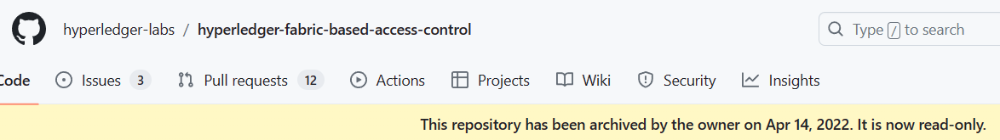 hyperledger-labs / hyperledger-fabric-based-access-control
Type / to search
Code Issues 3 Pull requests 12 Actions Projects Wiki Security Insights
This repository has been archived by the owner on Apr 14, 2022. It is now read-only.